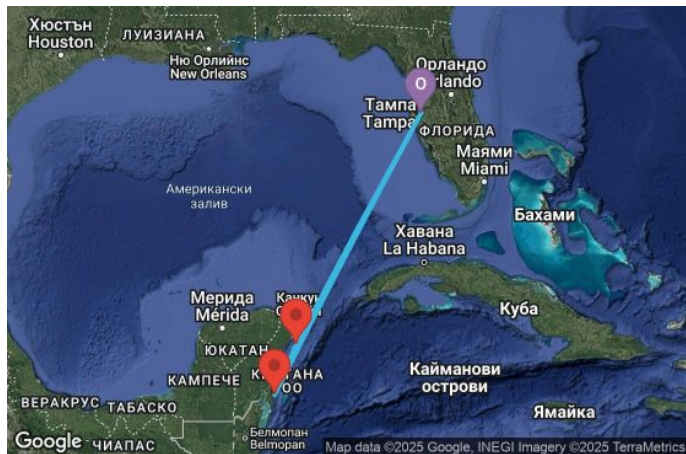 Хюстън
Houston
ЛУИЗИАНА
Ню Орлийнс
New Orleans
Орландо
О
Тампа
Tampa
ФЛОРИДА
Маями
Miami
Американски
залив
Бахами
Хавана
La Habana
Мерида
Mérida
Куба
ЮКАТАН
КАМПЕЧЕ
ОО
Кайманови
острови
ВЕРАКРУС
ТАБАСКО
Ямайка
Белмопан
Belmopan
ЧИАПАС
Google
Map data ©2025 Google, INEGI Imagery ©2025 TerraMetrics